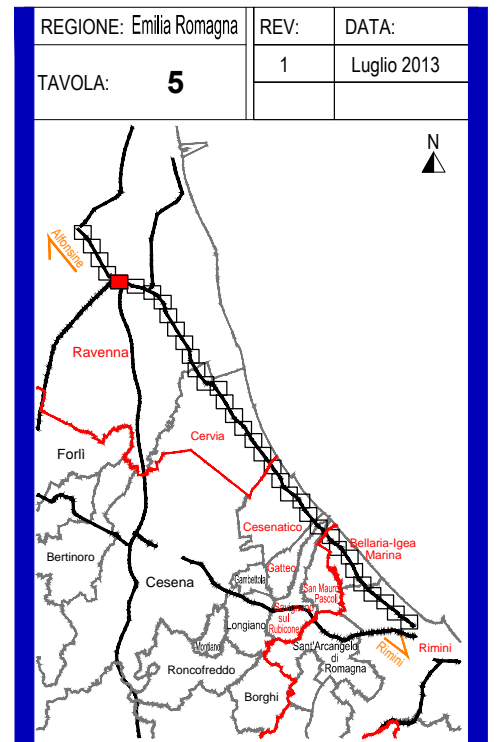 REGIONE: Emilia Romagna
REV:
DATA:
TAVOLA: 5
1
Luglio 2013
N
Alfonsine
Ravenna
Cervia
Forlì
Cesenatico
Bellaria-Igea
Marina
Bertinoro
Gatteo
Cesena
Gambettola
San Mauro
Pascoli
Savignano
sul
Rubicone
Longiano
Montiano
Sant'Arcangelo
di
Romagna
Rimini
Rimini
Roncofreddo
Borghi